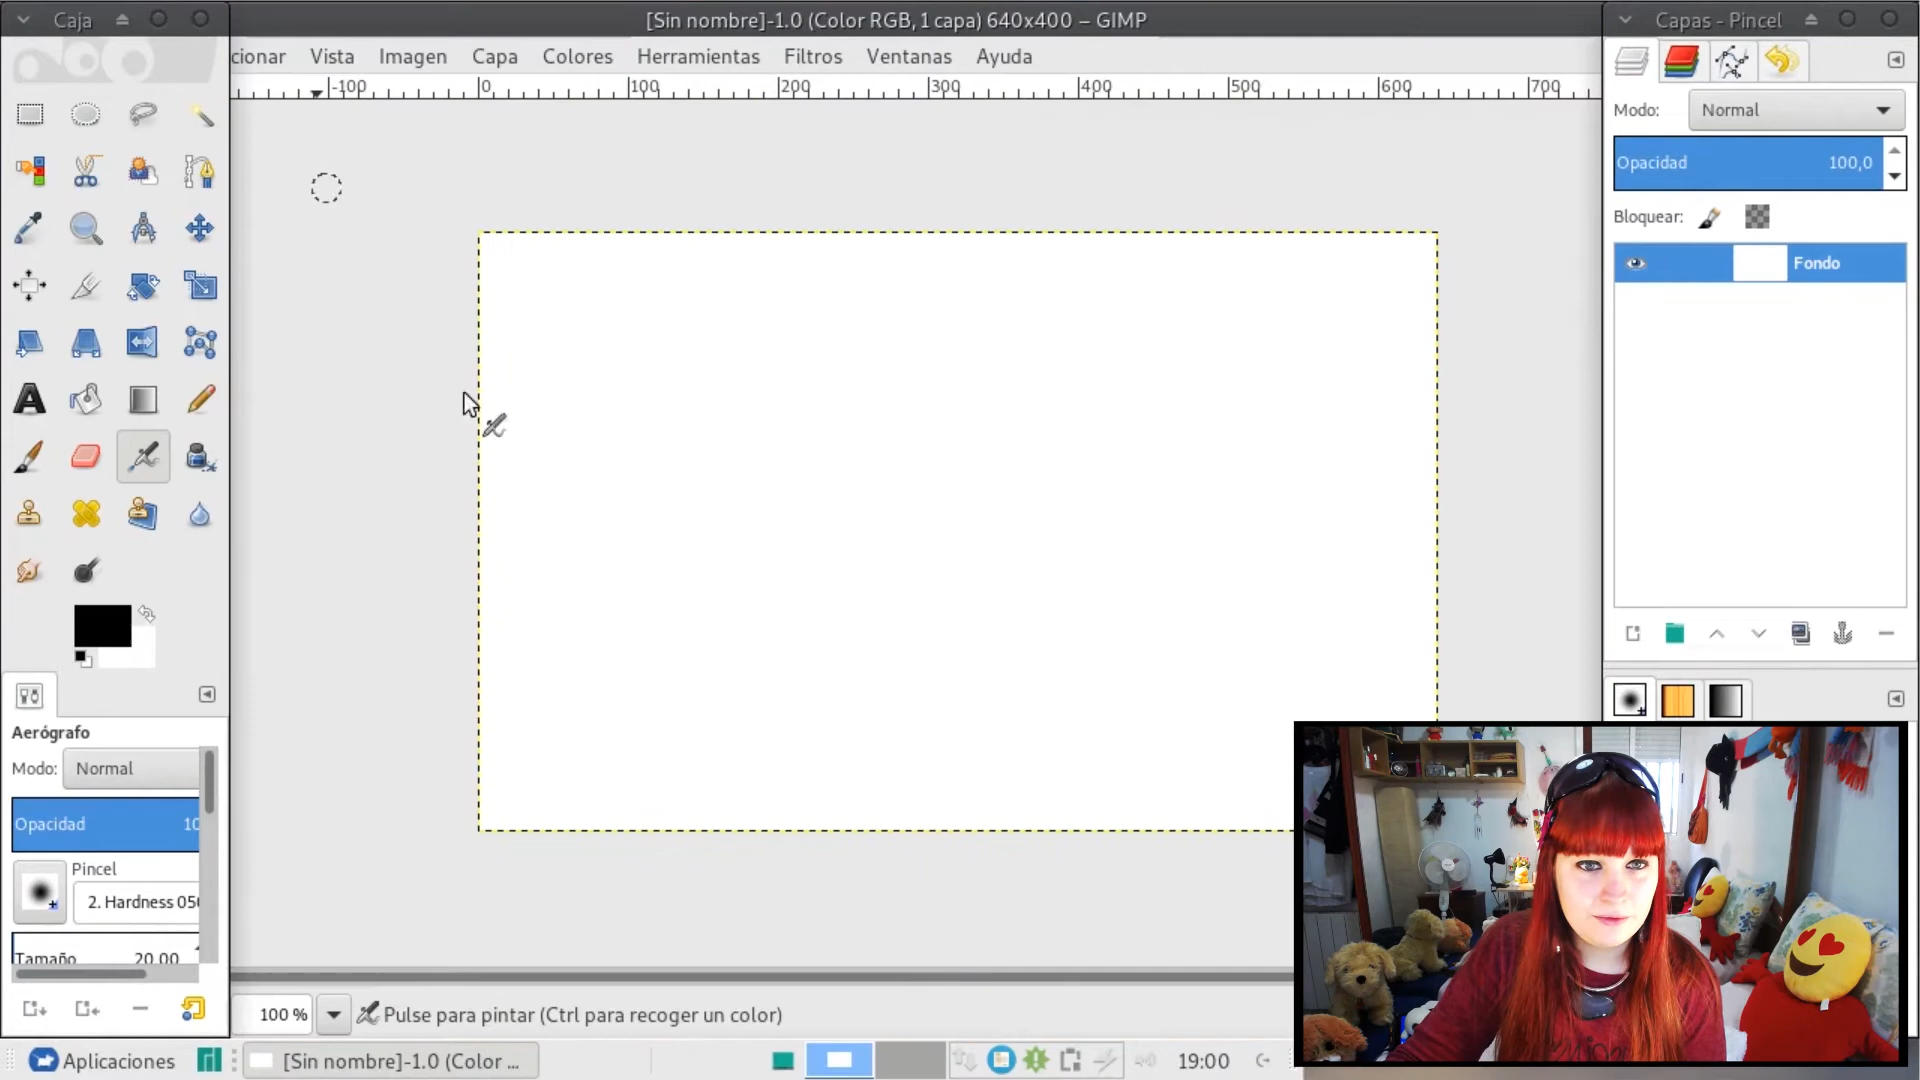 Caja
[Sin nombre]-1.0 (Color RGB, 1 capa) 640x400 – GIMP
Capas - Pincel
cionar Vista Imagen Capa Colores Herramientas Filtros Ventanas Ayuda
-100 0 100 200 300 400 500 600 700
Modo: Normal
Opacidad 100,0
Bloquear:
Fondo
Aerógrafo
Modo: Normal
Opacidad 10
Pincel
2. Hardness 05
Tamaño 20.00
100 % Pulse para pintar (Ctrl para recoger un color)
Aplicaciones [Sin nombre]-1.0 (Color ... 19:00